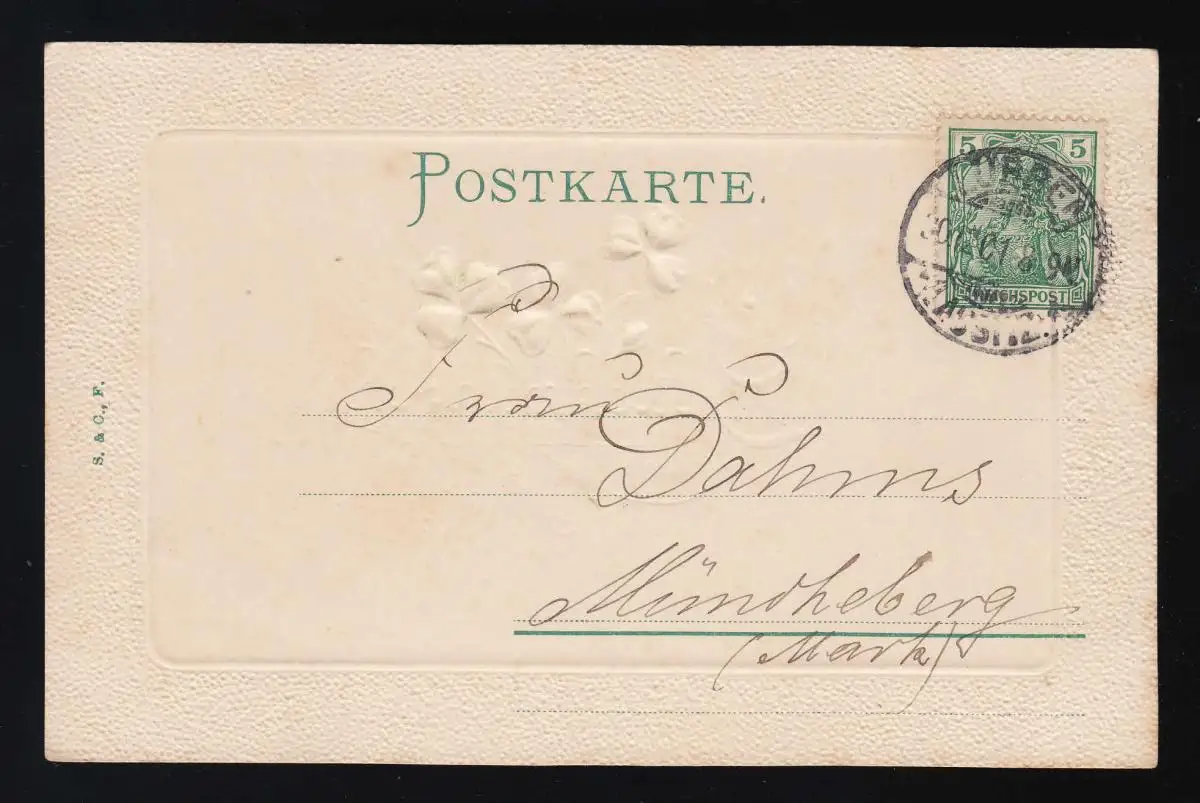 POSTKARTE.
5 5
REICHSPOST
S. & C., F.
Frau
Dahms
Müncheberg
(Mark)